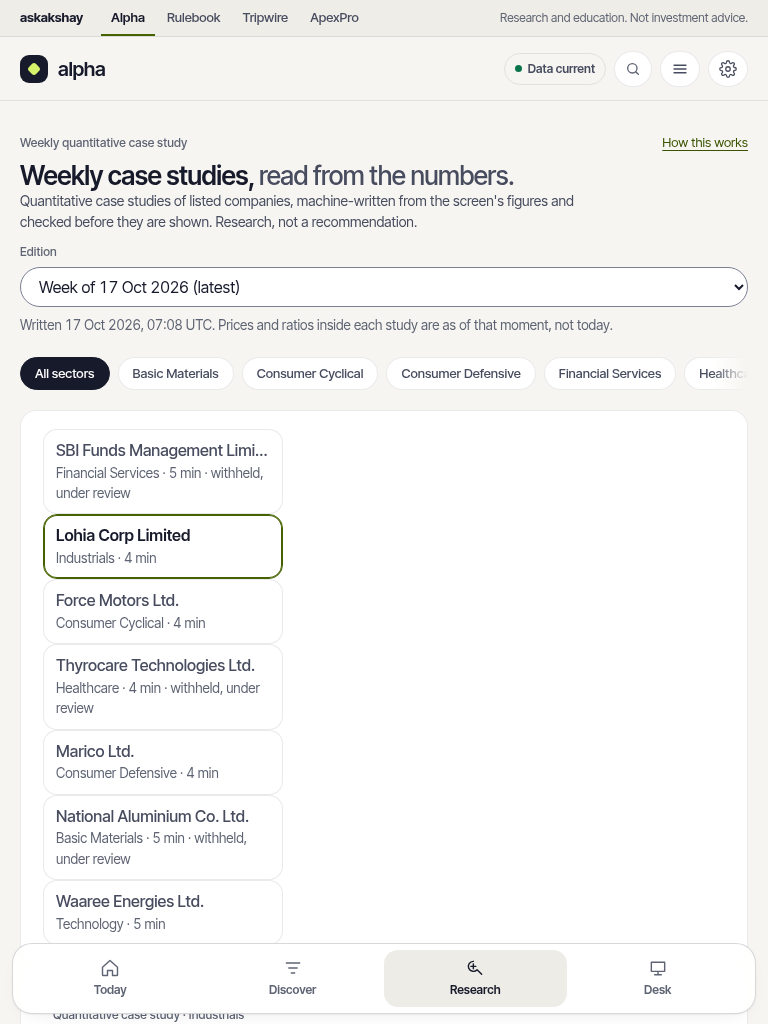 askakshay Alpha Rulebook Tripwire ApexPro Research and education. Not investment advice.
alpha Data current
Weekly quantitative case study How this works
Weekly case studies, read from the numbers.
Quantitative case studies of listed companies, machine-written from the screen's figures and
checked before they are shown. Research, not a recommendation.
Edition
Week of 17 Oct 2026 (latest)
Written 17 Oct 2026, 07:08 UTC. Prices and ratios inside each study are as of that moment, not today.
All sectors Basic Materials Consumer Cyclical Consumer Defensive Financial Services
SBI Funds Management Limi...
Financial Services · 5 min · withheld,
under review
Lohia Corp Limited
Industrials · 4 min
Force Motors Ltd.
Consumer Cyclical · 4 min
Thyrocare Technologies Ltd.
Healthcare · 4 min · withheld, under
review
Marico Ltd.
Consumer Defensive · 4 min
National Aluminium Co. Ltd.
Basic Materials · 5 min · withheld,
under review
Waaree Energies Ltd.
Technology · 5 min
Today Discover Research Desk
Quantitative case study · Industrials